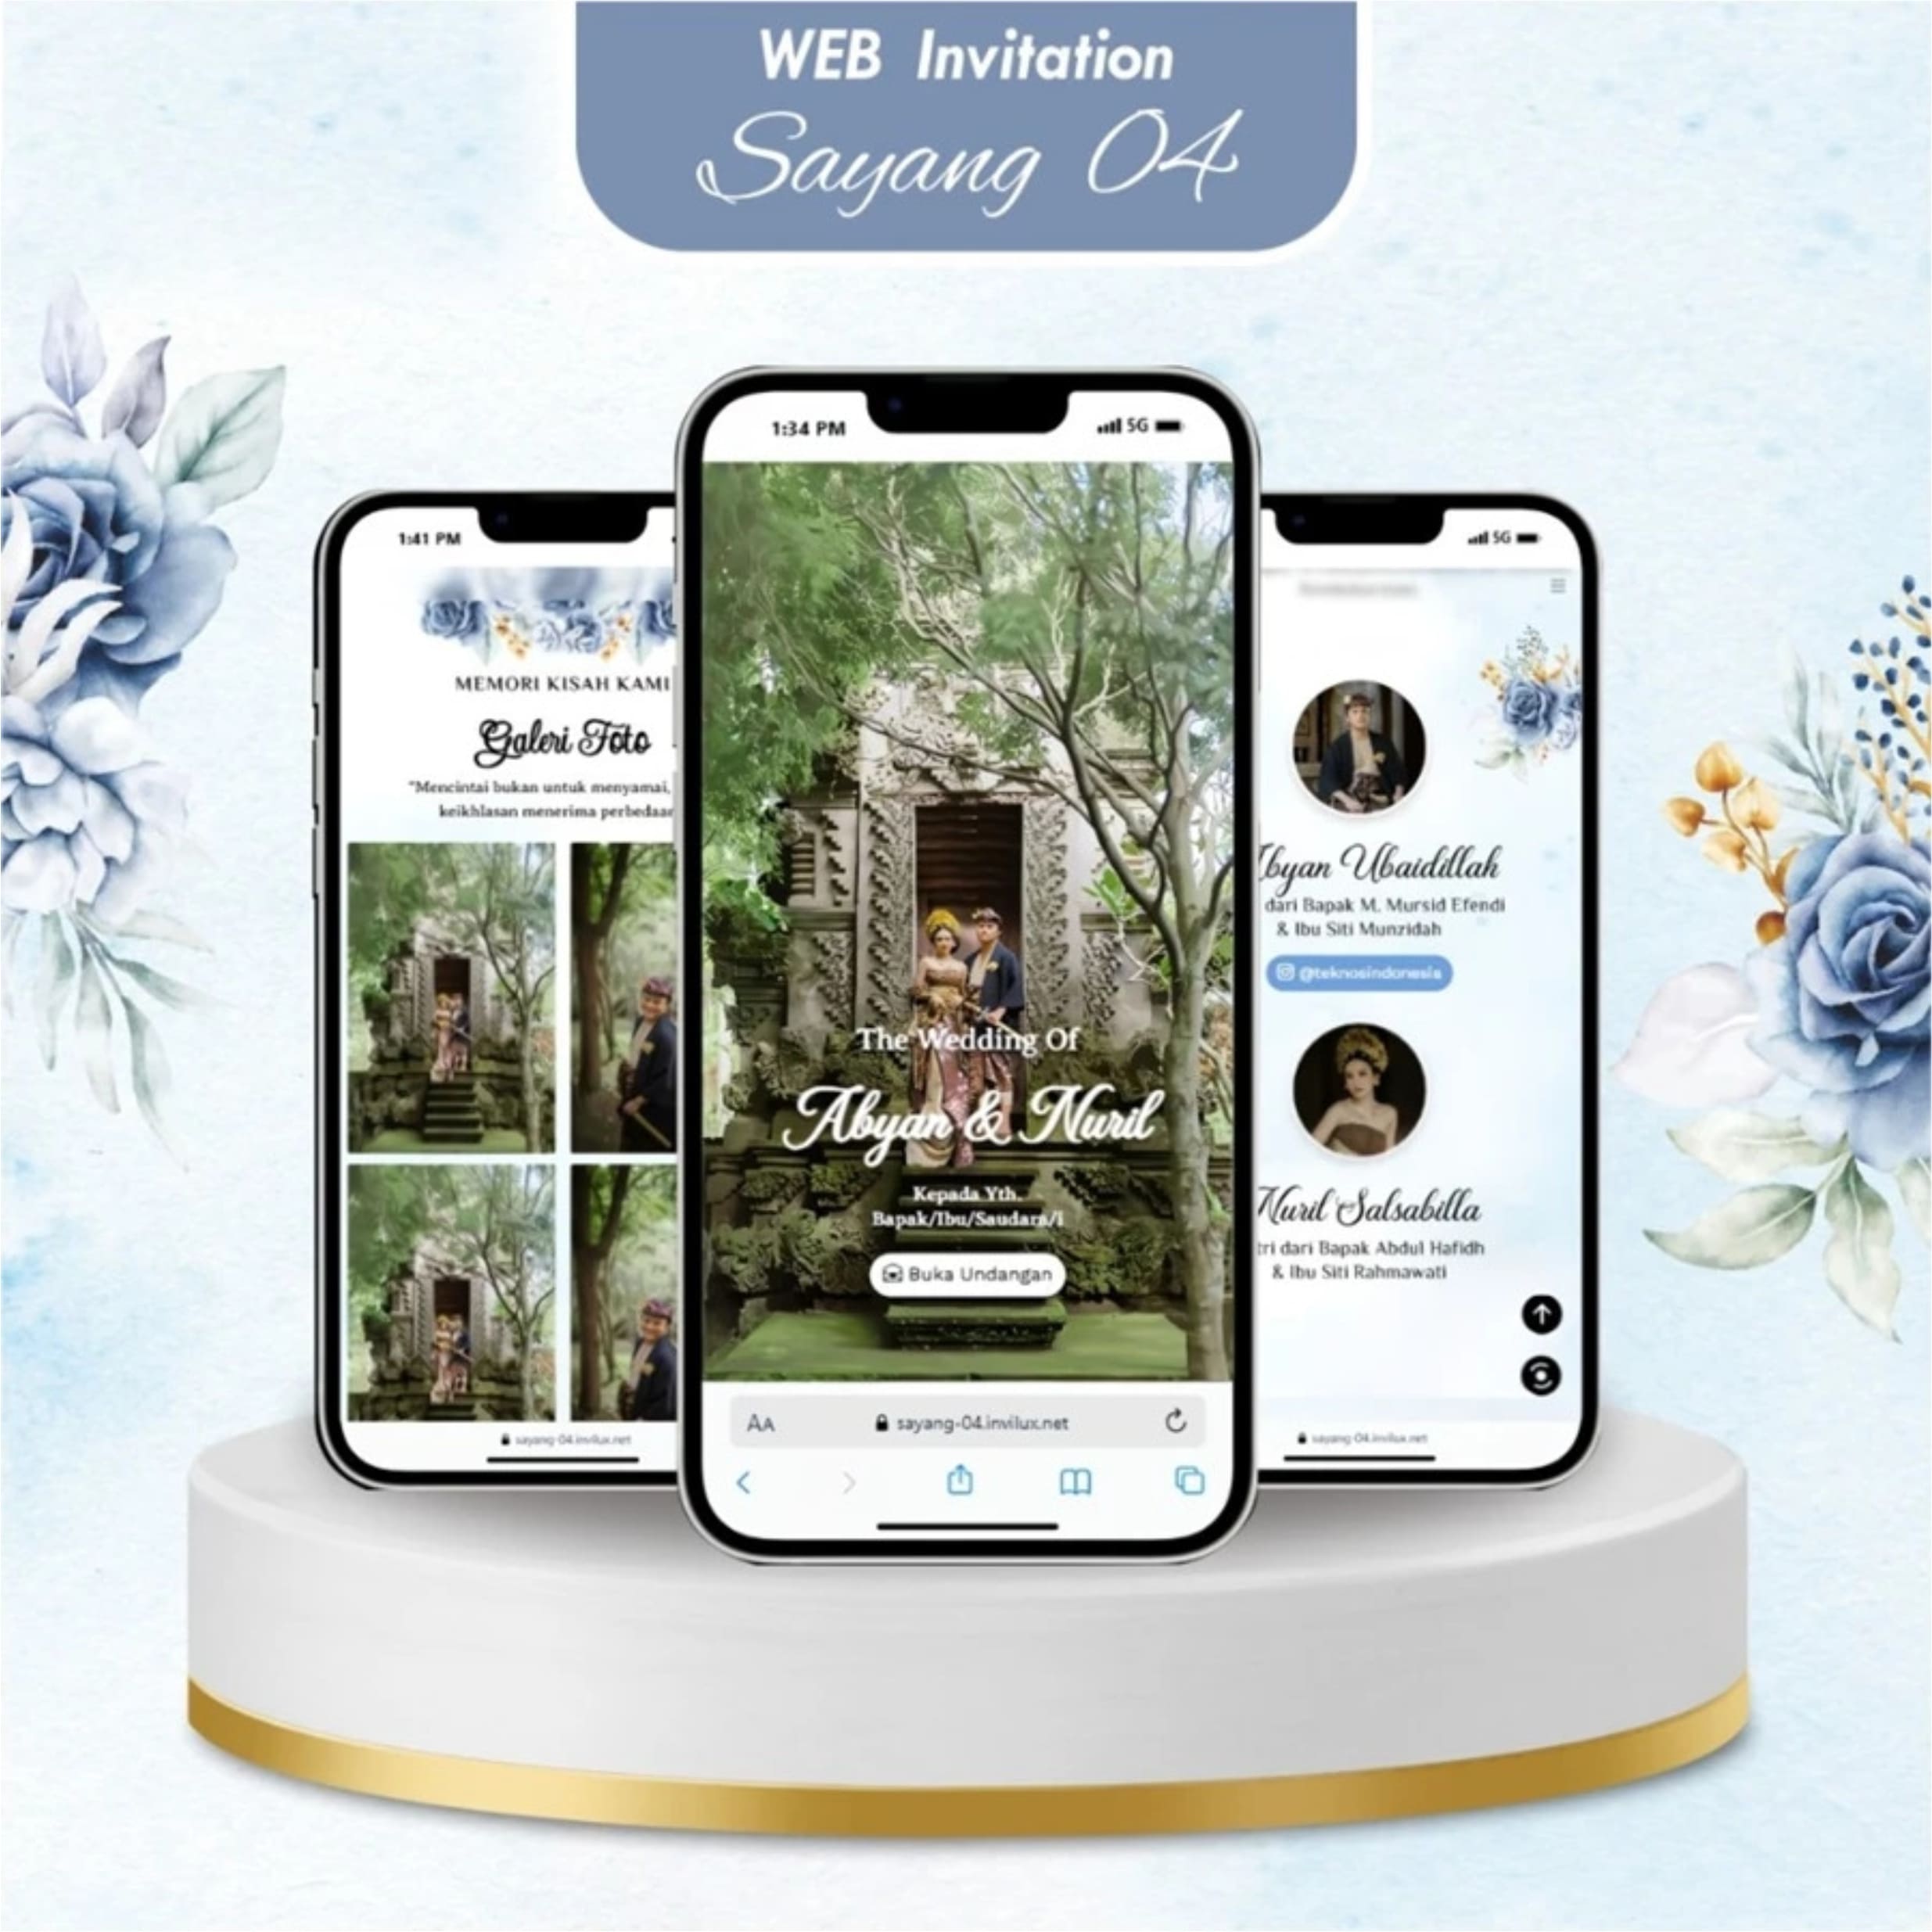 WEB Invitation
Sayang 04
1:41 PM
MEMORI KISAH KAMI
Galeri Foto
"Mencintai bukan untuk menyamai,
keikhlasan menerima perbedaan
sayang-04.invilux.net
1:34 PM
5G
The Wedding Of
Abyan & Nuril
Kepada Yth.
Bapak/Ibu/Saudara/i
Buka Undangan
AA
sayang-04.invilux.net
5G
Abyan Ubaidillah
dari Bapak M. Mursid Efendi
& Ibu Siti Munzidah
@teknosindonesia
Nuril Salsabilla
tri dari Bapak Abdul Hafidh
& Ibu Siti Rahmawati
sayang-04.invilux.net